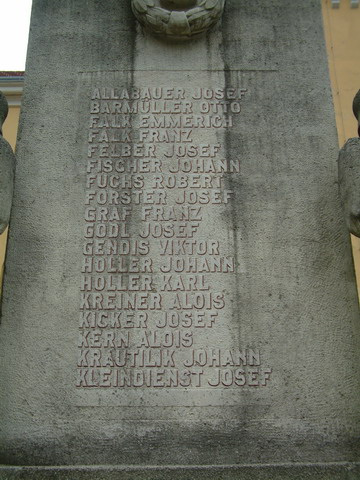 ALLABAUER JOSEF
BARMÜLLER OTTO
FALK EMMERICH
FALK FRANZ
FELBER JOSEF
FISCHER JOHANN
FUCHS ROBERT
FORSTER JOSEF
GRAF FRANZ
GÖDL JOSEF
GENDIS VIKTOR
HOLLER JOHANN
HOLLER KARL
KREINER ALOIS
KICKER JOSEF
KERN ALOIS
KRAUTILIK JOHANN
KLEINDIENST JOSEF